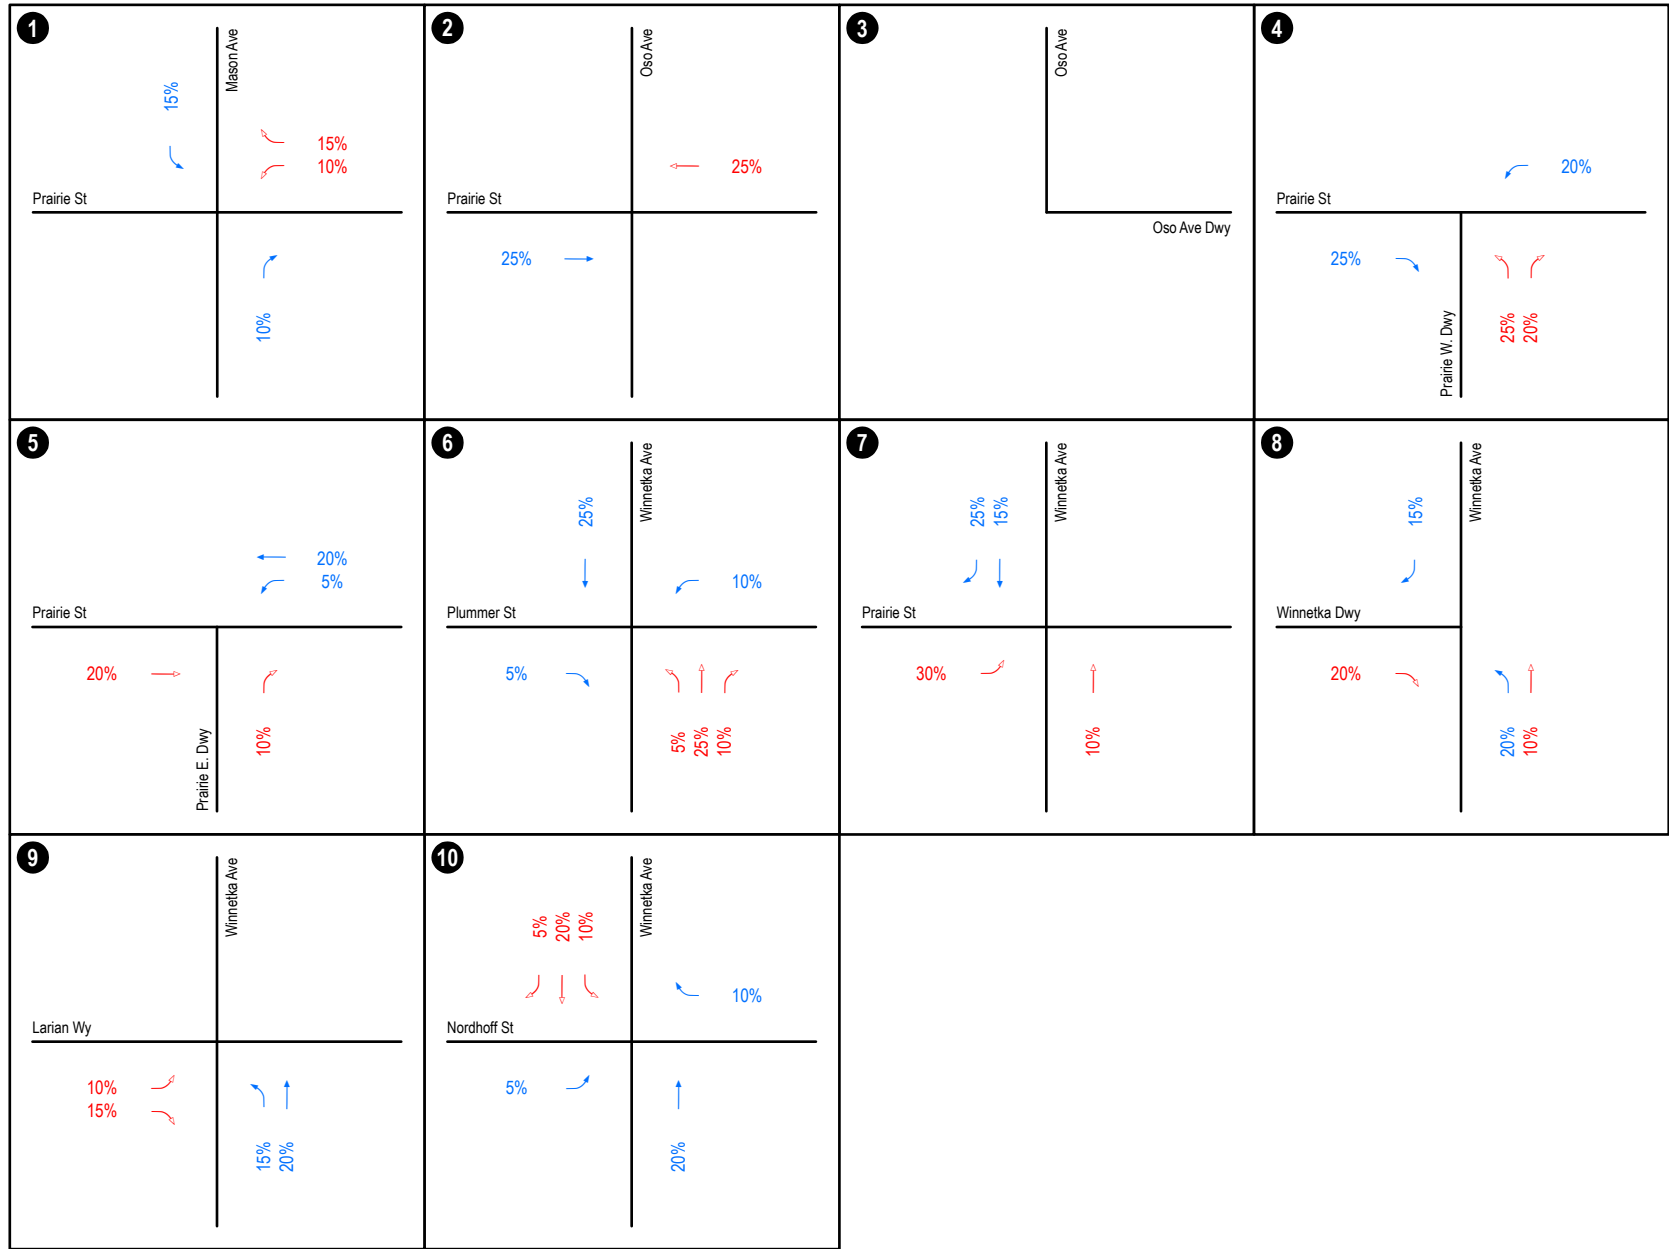 1
Mason Ave
15%
15%
10%
Prairie St
10%
2
Oso Ave
25%
Prairie St
25%
3
Oso Ave
Oso Ave Dwy
4
20%
Prairie St
25%
Prairie W. Dwy
25%
20%
5
20%
5%
Prairie St
20%
Prairie E. Dwy
10%
6
Winnetka Ave
25%
10%
Plummer St
5%
5%
25%
10%
7
Winnetka Ave
25%
15%
Prairie St
30%
10%
8
Winnetka Ave
15%
Winnetka Dwy
20%
20%
10%
9
Winnetka Ave
Larian Wy
10%
15%
15%
20%
10
Winnetka Ave
5%
20%
10%
10%
Nordhoff St
5%
20%